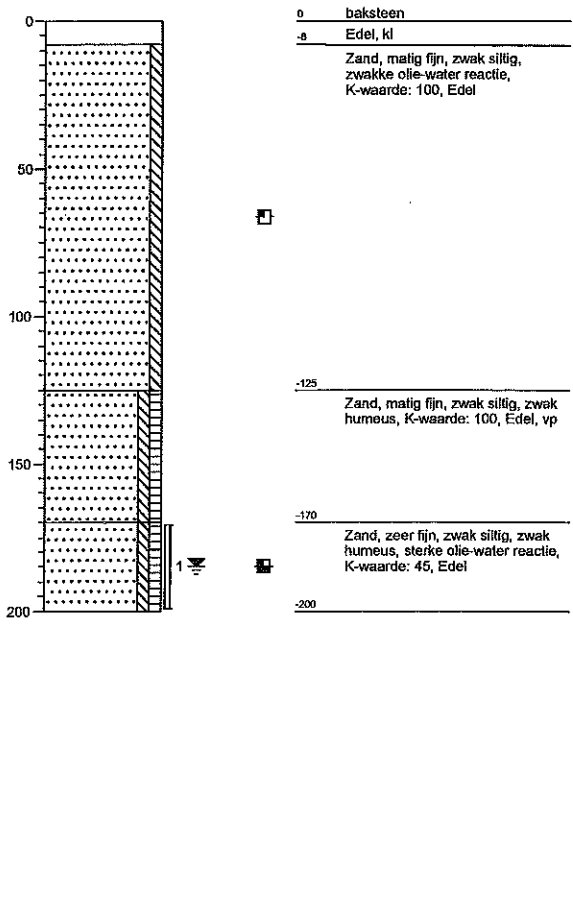 0 baksteen
-8 Edel, kl
Zand, matig fijn, zwak siltig,
zwakke olie-water reactie,
K-waarde: 100, Edel
0
50
100
-125
Zand, matig fijn, zwak siltig, zwak
humeus, K-waarde: 100, Edel, vp
150
-170
Zand, zeer fijn, zwak siltig, zwak
humeus, sterke olie-water reactie,
K-waarde: 45, Edel
1
200
-200